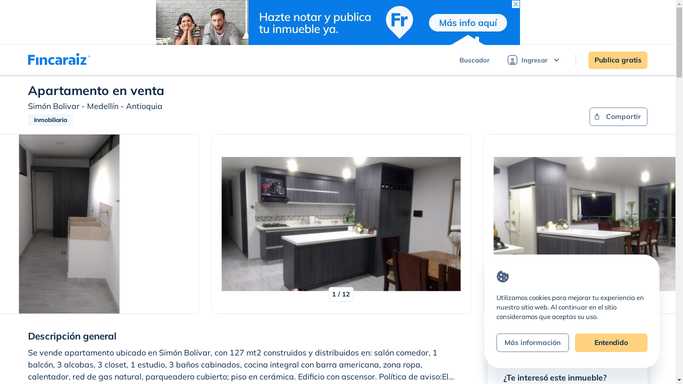 Hazte notar y publica
tu inmueble ya.
Fr
Más info aquí
Fincaraiz
Buscador
Ingresar
Publica gratis
Apartamento en venta
Simón Bolivar - Medellín - Antioquia
Inmobiliaria
Compartir
1 / 12
Utilizamos cookies para mejorar tu experiencia en
nuestro sitio web. Al continuar en el sitio
consideramos que aceptas su uso.
Más información
Entendido
Descripción general
Se vende apartamento ubicado en Simón Bolívar, con 127 mt2 construidos y distribuidos en: salón comedor, 1
balcón, 3 alcobas, 3 closet, 1 estudio, 3 baños cabinados, cocina integral con barra americana, zona ropa,
calentador, red de gas natural, parqueadero cubierto; piso en cerámica. Edificio con ascensor. Política de aviso:El...
¿Te interesó este inmueble?